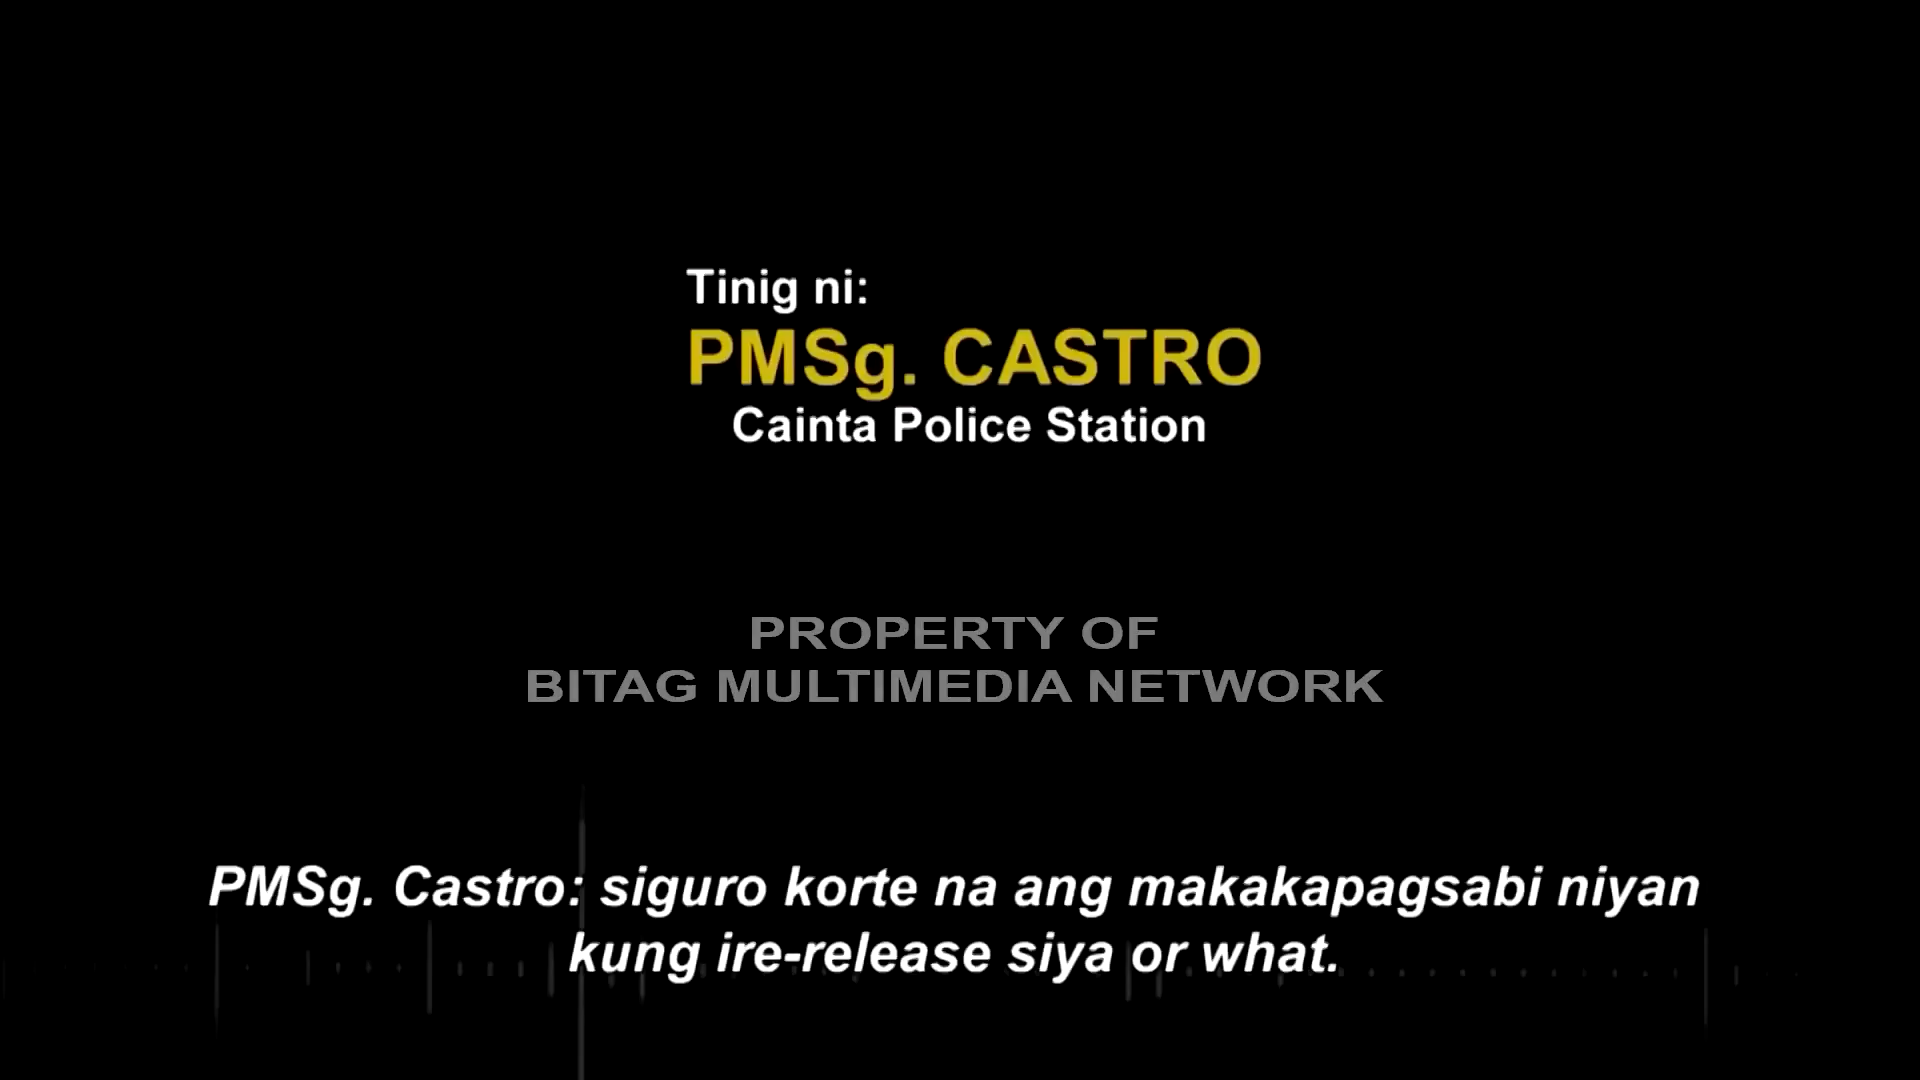 Tinig ni:
PMSg. CASTRO
Cainta Police Station
PROPERTY OF
BITAG MULTIMEDIA NETWORK
PMSg. Castro: siguro korte na ang makakapagsabi niyan
kung ire-release siya or what.